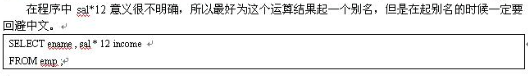 在程序中 sal*12 意义很不明确，所以最好为这个运算结果起一个别名，但是在起别名的时候一定要
回避中文。
SELECT ename , sal * 12 income
FROM emp ;